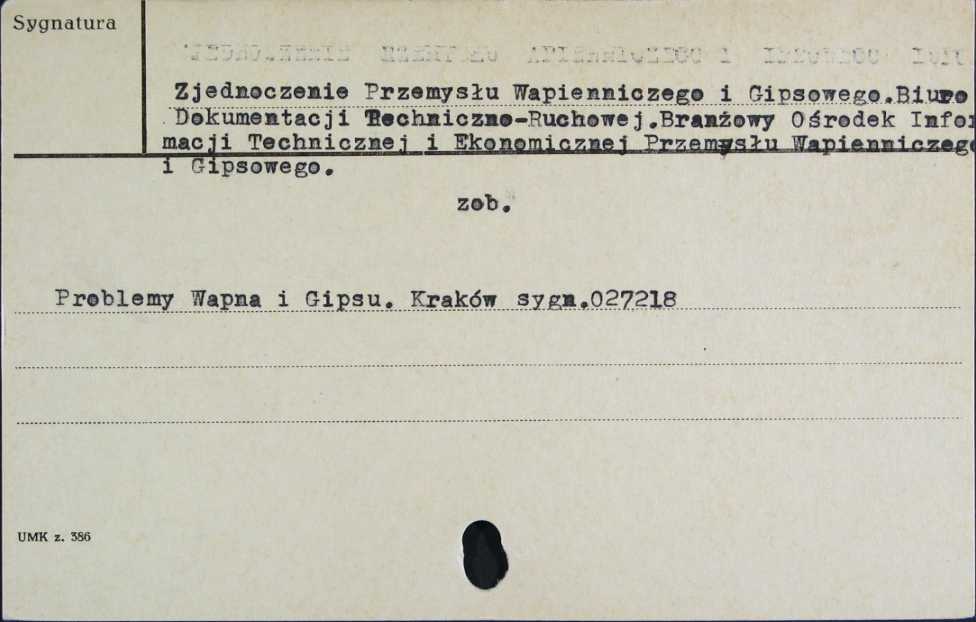 Sygnatura
Zjednoczenie Przemysłu Wapienniczego i Gipsowego.Biuro
Dokumentacji Techniczno-Ruchowej.Branżowy Ośrodek Infor
macji Technicznej i Ekonomicznej Przemysłu Wapienniczego
i Gipsowego.
zob.
Problemy Wapna i Gipsu. Kraków sygn.027218
UMK z. 386